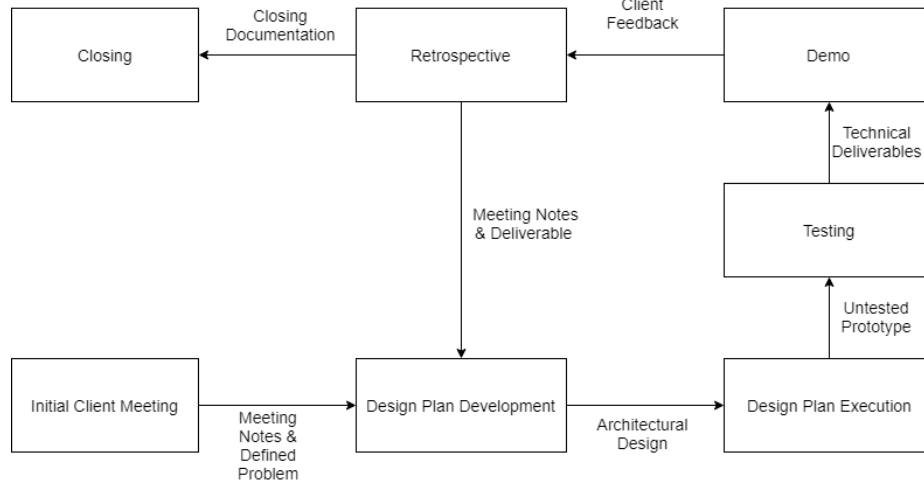 Client
Feedback
Closing
Documentation
Closing
Retrospective
Demo
Technical
Deliverables
Meeting Notes
& Deliverable
Testing
Untested
Prototype
Initial Client Meeting
Design Plan Development
Design Plan Execution
Meeting
Notes &
Defined
Problem
Architectural
Design